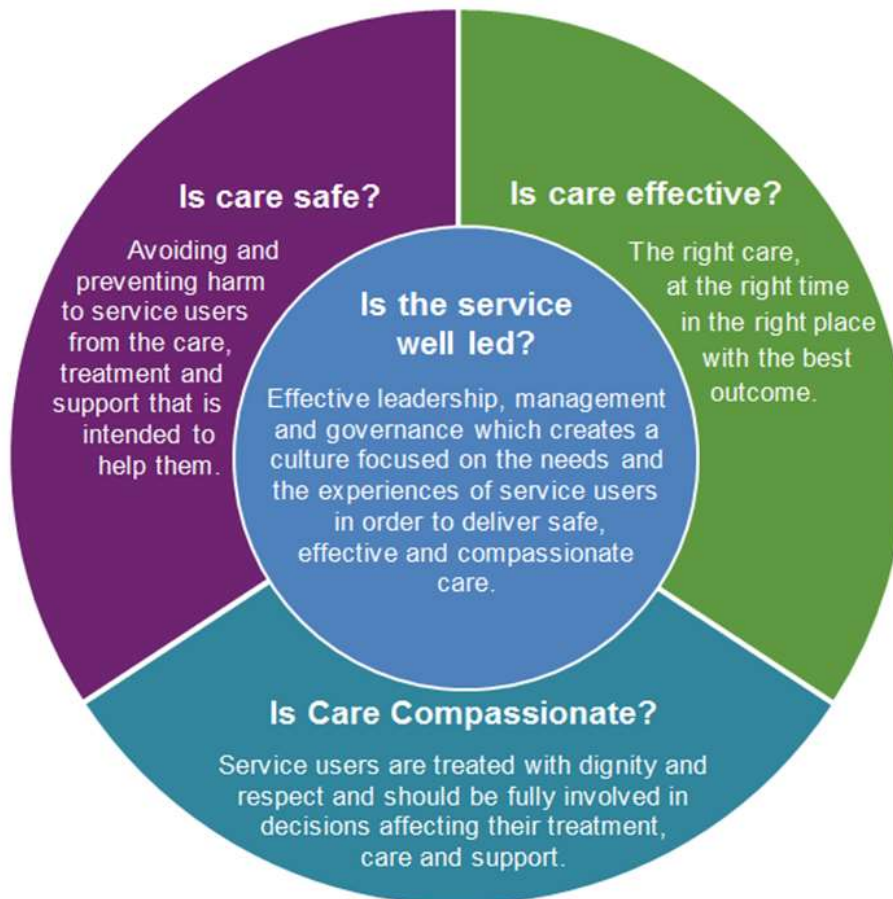 Is care safe?
Avoiding and
preventing harm
to service users
from the care,
treatment and
support that is
intended to
help them.
Is care effective?
The right care,
at the right time
in the right place
with the best
outcome.
Is the service
well led?
Effective leadership, management
and governance which creates a
culture focused on the needs and
the experiences of service users
in order to deliver safe,
effective and compassionate
care.
Is Care Compassionate?
Service users are treated with dignity and
respect and should be fully involved in
decisions affecting their treatment,
care and support.